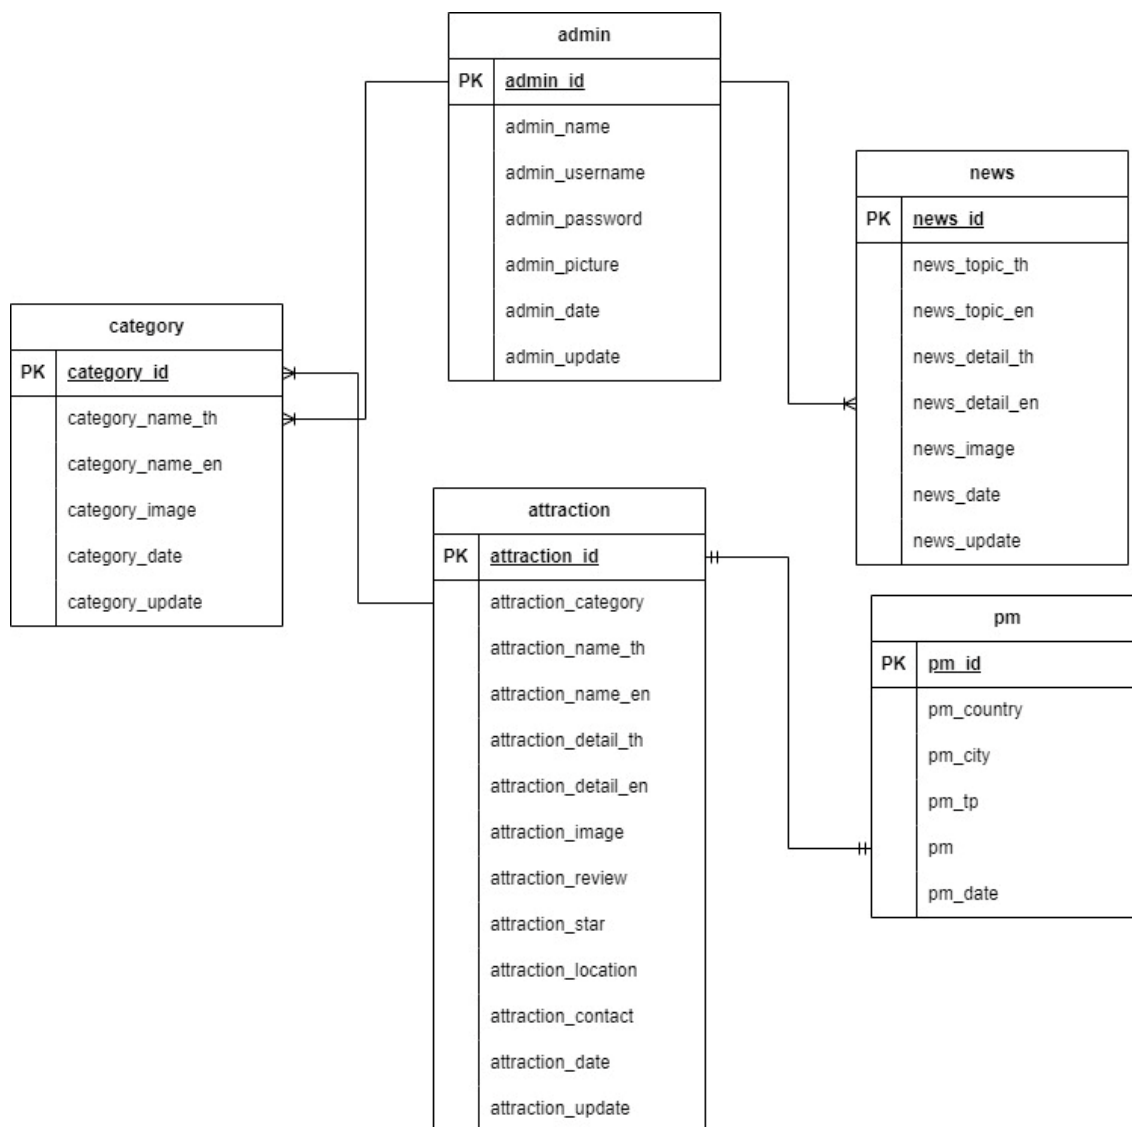 admin
PK admin_id
admin_name
admin_username
admin_password
admin_picture
admin_date
admin_update
news
PK news_id
news_topic_th
news_topic_en
news_detail_th
news_detail_en
news_image
news_date
news_update
category
PK category_id
category_name_th
category_name_en
category_image
category_date
category_update
attraction
PK attraction_id
attraction_category
attraction_name_th
attraction_name_en
attraction_detail_th
attraction_detail_en
attraction_image
attraction_review
attraction_star
attraction_location
attraction_contact
attraction_date
attraction_update
pm
PK pm_id
pm_country
pm_city
pm_tp
pm
pm_date